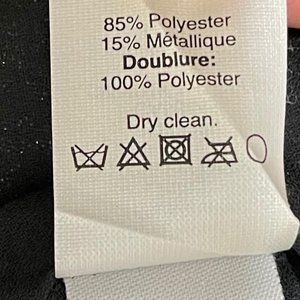 85% Polyester
15% Métallique
Doublure:
100% Polyester
Dry clean.